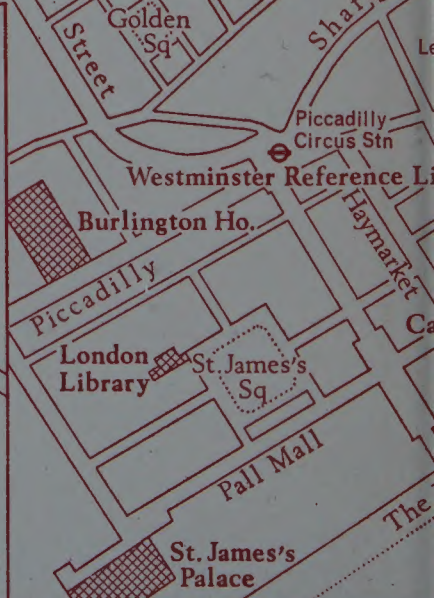 Golden
Sq
Street
Shaf
Le
Piccadilly
Circus Stn
Westminster Reference Li
Burlington Ho.
Haymarket
Piccadilly
Ca
London
Library
St.James's
Sq
Pall Mall
The
St.James's
Palace